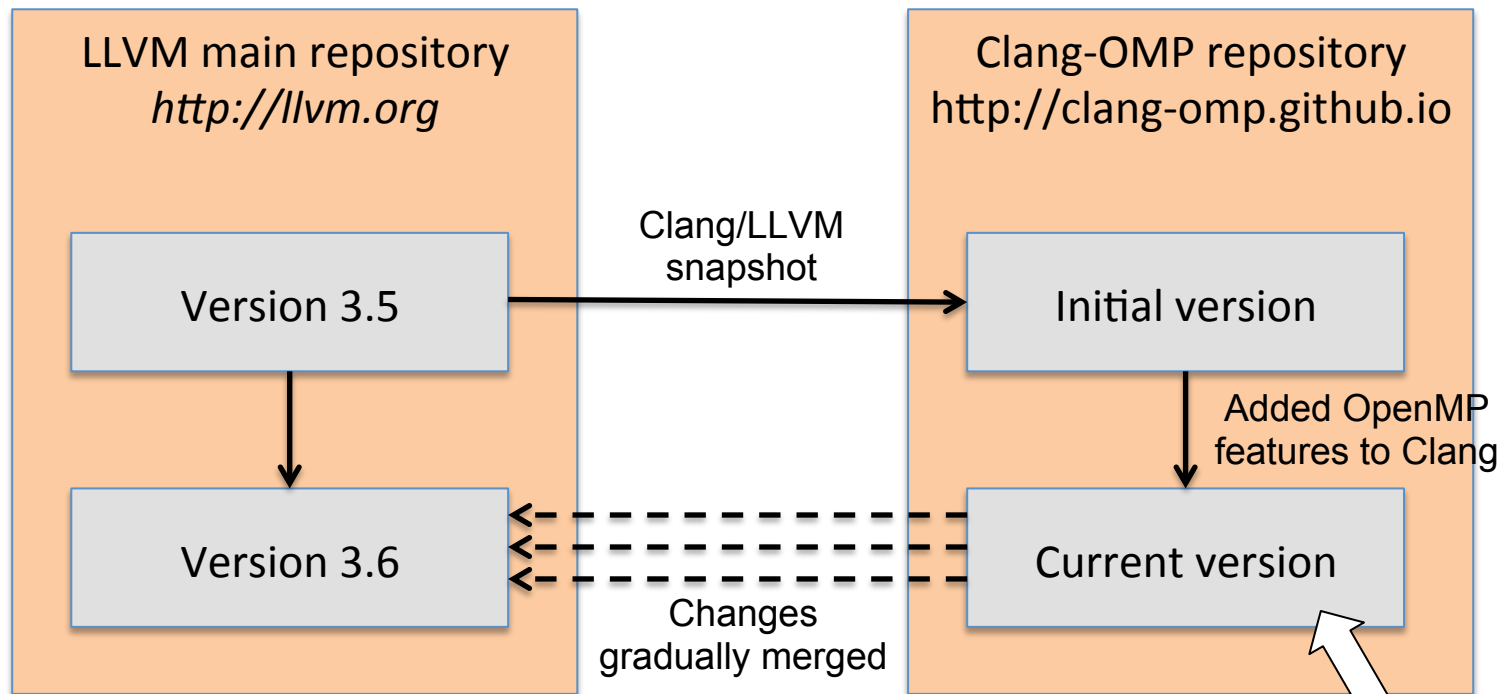 LLVM main repository
http://llvm.org
Clang-OMP repository
http://clang-omp.github.io
Clang/LLVM
snapshot
Version 3.5
Initial version
Added OpenMP
features to Clang
Version 3.6
Current version
Changes
gradually merged